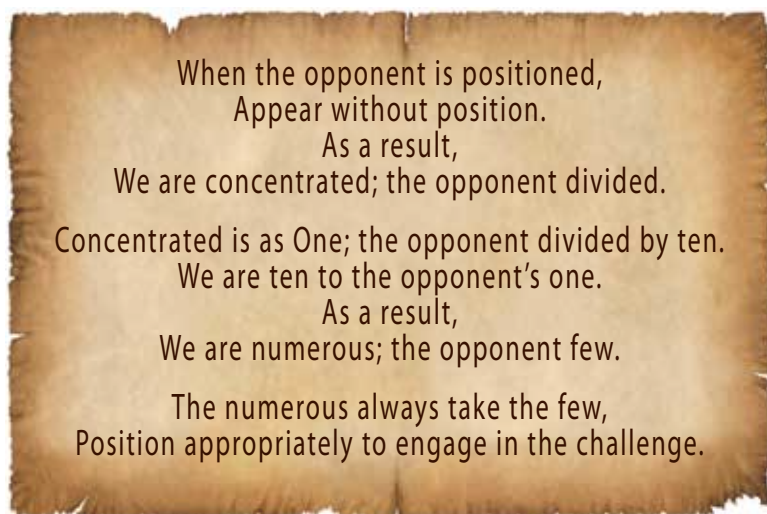 When the opponent is positioned,
Appear without position.
As a result,
We are concentrated; the opponent divided.
Concentrated is as One; the opponent divided by ten.
We are ten to the opponent’s one.
As a result,
We are numerous; the opponent few.
The numerous always take the few,
Position appropriately to engage in the challenge.